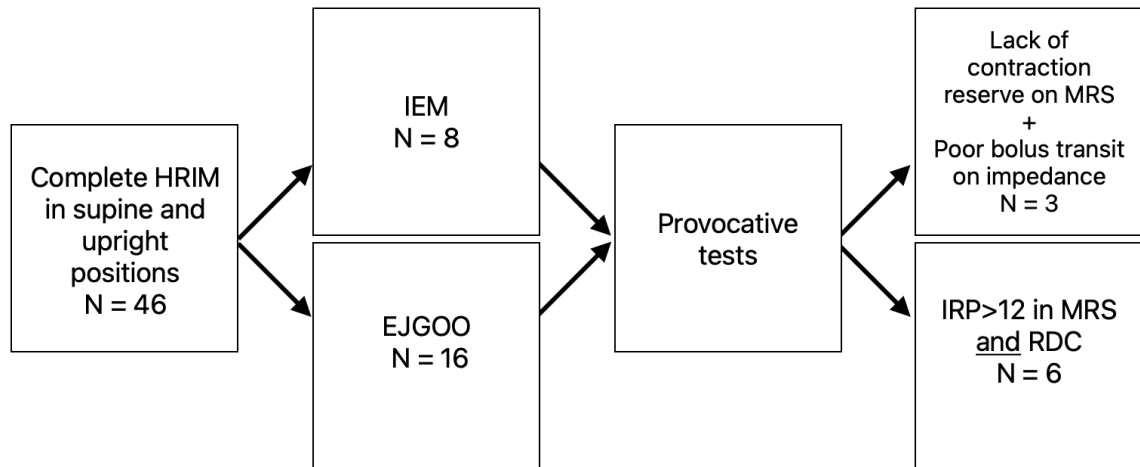 Complete HRIM
in supine and
upright
positions
N = 46
IEM
N = 8
EJGOO
N = 16
Provocative
tests
Lack of
contraction
reserve on MRS
+
Poor bolus transit
on impedance
N = 3
IRP>12 in MRS
and RDC
N = 6